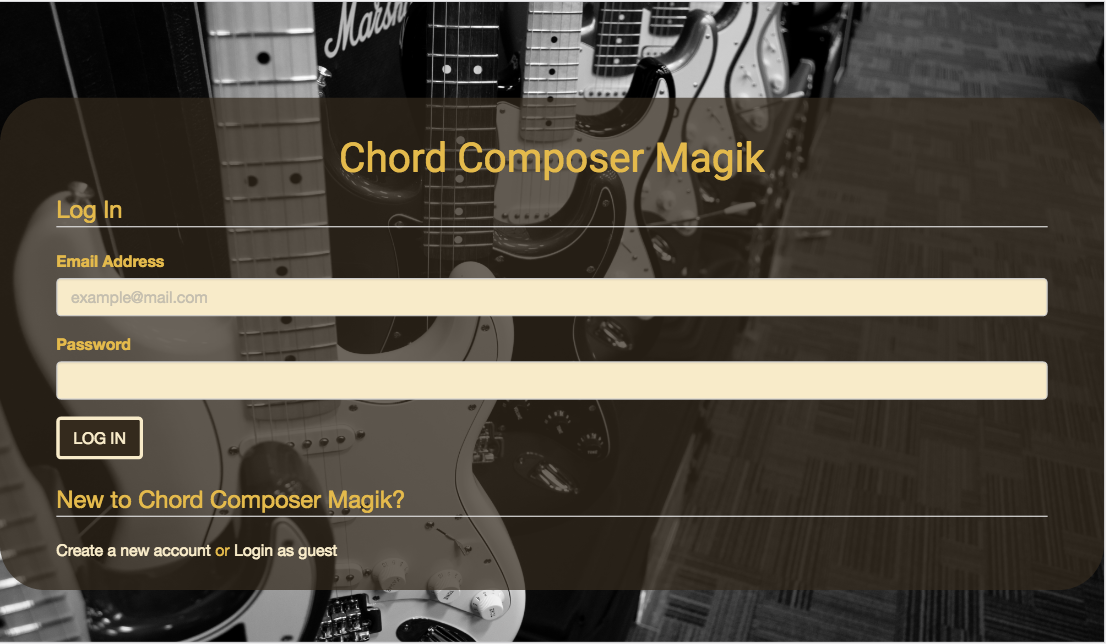 Marsh
Chord Composer Magik
Log In
Email Address
example@mail.com
Password
LOG IN
New to Chord Composer Magik?
Create a new account or Login as guest